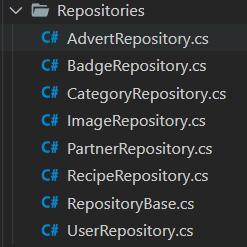 Repositories
C# AdvertRepository.cs
C# BadgeRepository.cs
C# CategoryRepository.cs
C# ImageRepository.cs
C# PartnerRepository.cs
C# RecipeRepository.cs
C# RepositoryBase.cs
C# UserRepository.cs